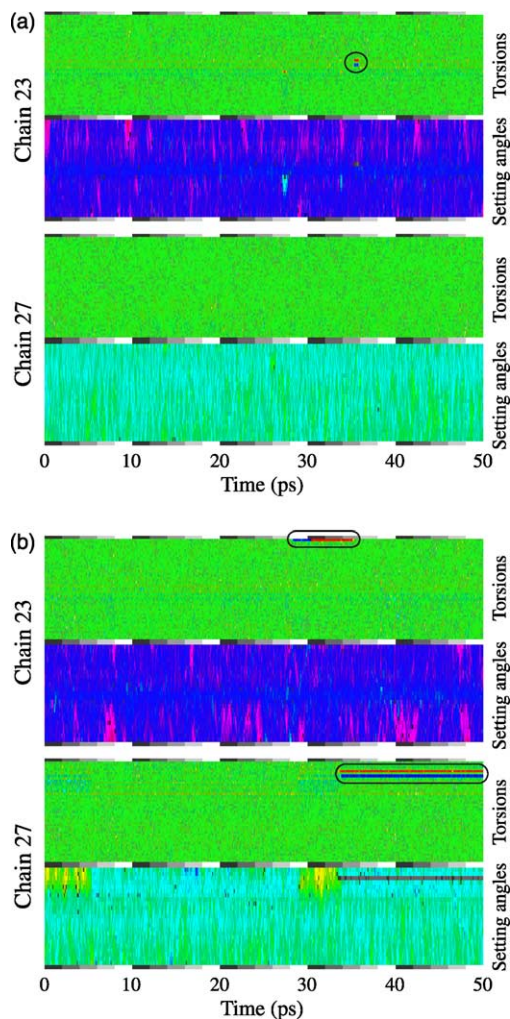 (a)
Chain 23
Torsions
Setting angles
Chain 27
Torsions
Setting angles
0 10 20 30 40 50
Time (ps)
(b)
Chain 23
Torsions
Setting angles
Chain 27
Torsions
Setting angles
0 10 20 30 40 50
Time (ps)